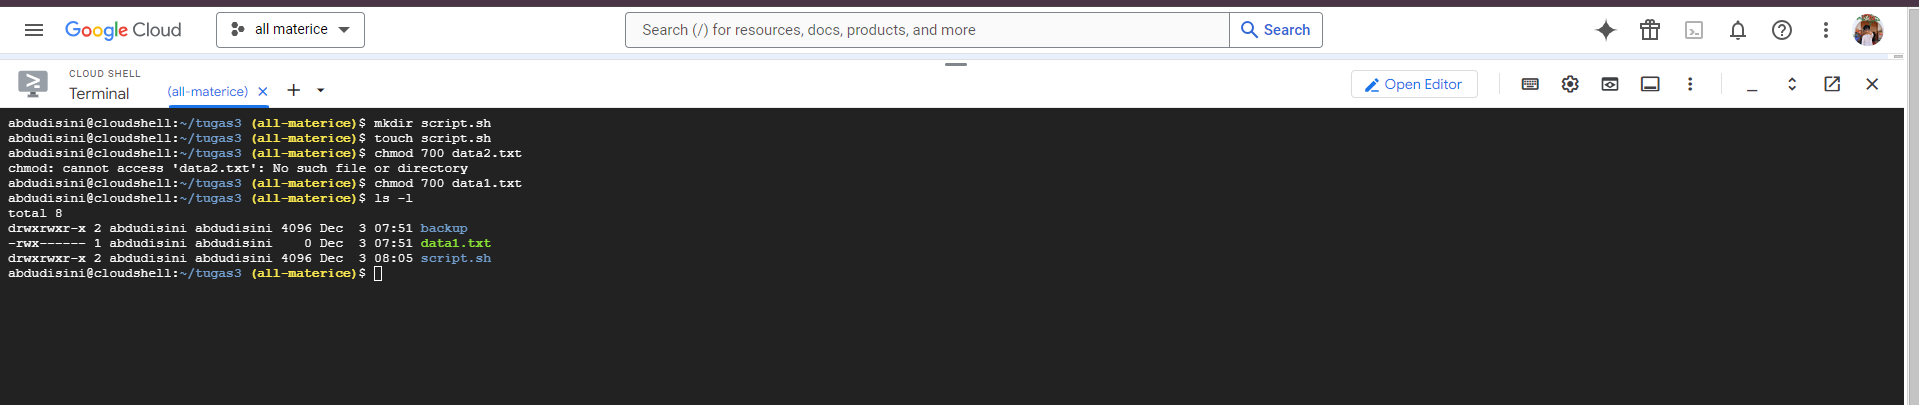 Google Cloud
all materice
Search (/) for resources, docs, products, and more
Search
CLOUD SHELL
Terminal
(all-materice)
Open Editor
abdudisini@cloudshell:~/tugas3 (all-materice)$ mkdir script.sh
abdudisini@cloudshell:~/tugas3 (all-materice)$ touch script.sh
abdudisini@cloudshell:~/tugas3 (all-materice)$ chmod 700 data2.txt
chmod: cannot access 'data2.txt': No such file or directory
abdudisini@cloudshell:~/tugas3 (all-materice)$ chmod 700 data1.txt
abdudisini@cloudshell:~/tugas3 (all-materice)$ ls -l
total 8
drwxrwxr-x 2 abdudisini abdudisini 4096 Dec  3 07:51 backup
-rwx------ 1 abdudisini abdudisini    0 Dec  3 07:51 data1.txt
drwxrwxr-x 2 abdudisini abdudisini 4096 Dec  3 08:05 script.sh
abdudisini@cloudshell:~/tugas3 (all-materice)$